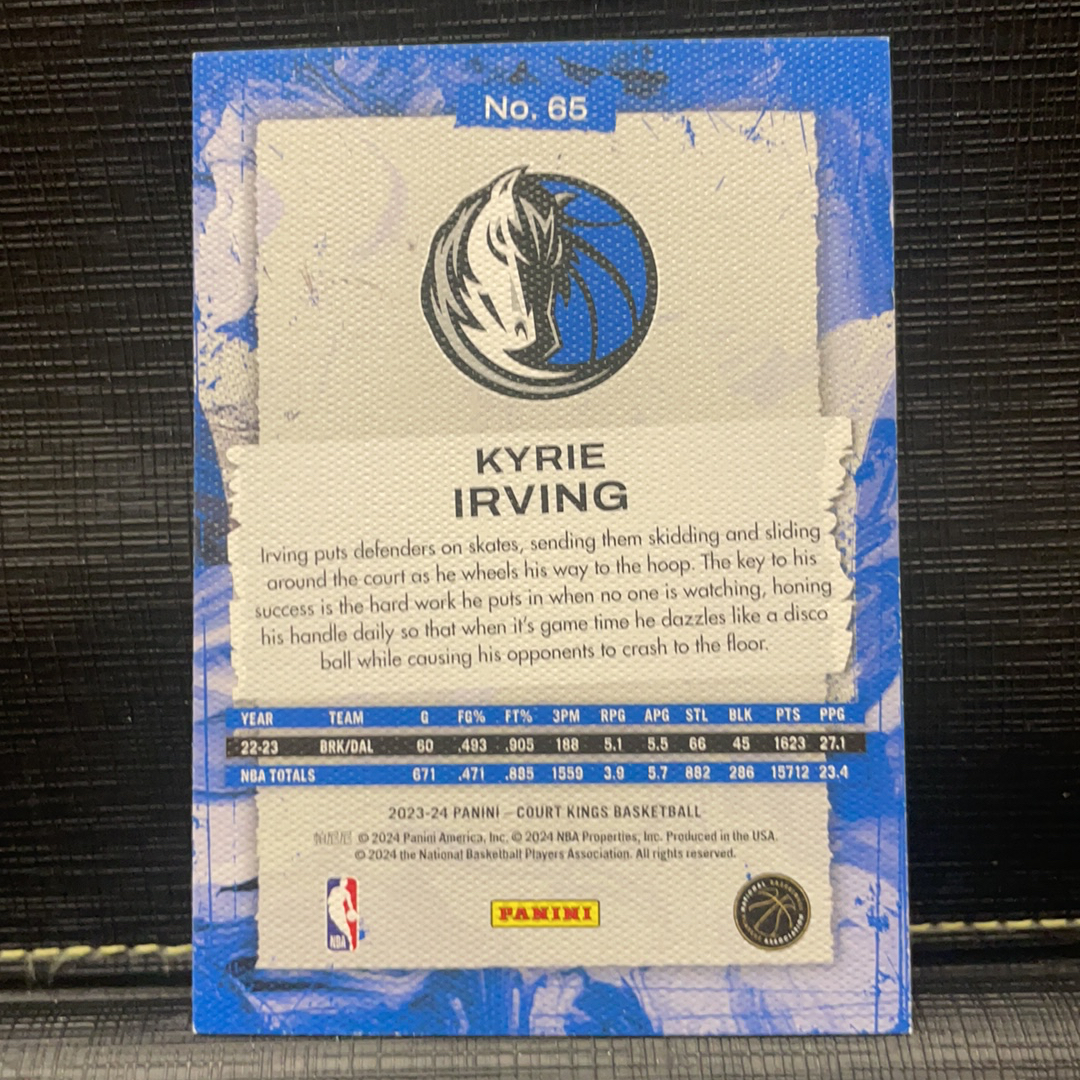 No. 65
KYRIE
IRVING
Irving puts defenders on skates, sending them skidding and sliding
around the court as he wheels his way to the hoop. The key to his
success is the hard work he puts in when no one is watching, honing
his handle daily so that when it's game time he dazzles like a disco
ball while causing his opponents to crash to the floor.
YEAR TEAM G FG% FT% 3PM RPG APG STL BLK PTS PPG
22-23 BRK/DAL 60 .493 .905 188 5.1 5.5 66 45 1623 27.1
NBA TOTALS 671 .471 .885 1559 3.9 5.7 882 286 15712 23.4
2023-24 PANINI – COURT KINGS BASKETBALL
© 2024 Panini America, Inc. © 2024 NBA Properties, Inc. Produced in the USA.
© 2024 the National Basketball Players Association. All rights reserved.
NBA
PANINI
NATIONAL BASKETBALL PLAYERS ASSOCIATION